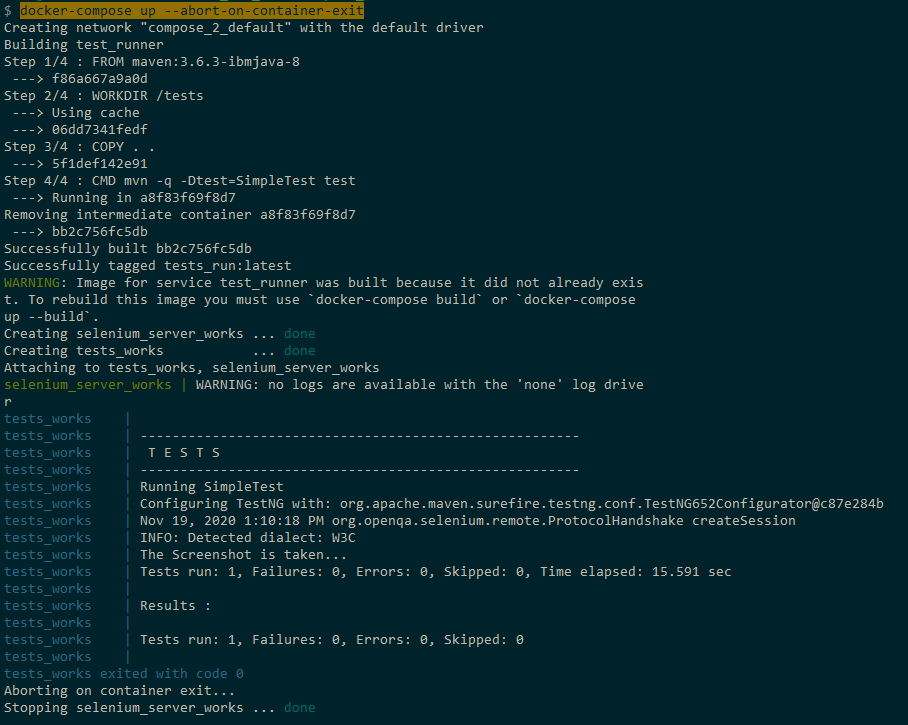 $ docker-compose up --abort-on-container-exit
Creating network "compose_2_default" with the default driver
Building test_runner
Step 1/4 : FROM maven:3.6.3-ibmjava-8
 ---> f86a667a9a0d
Step 2/4 : WORKDIR /tests
 ---> Using cache
 ---> 06dd7341fedf
Step 3/4 : COPY . .
 ---> 5f1def142e91
Step 4/4 : CMD mvn -q -Dtest=SimpleTest test
 ---> Running in a8f83f69f8d7
Removing intermediate container a8f83f69f8d7
 ---> bb2c756fc5db
Successfully built bb2c756fc5db
Successfully tagged tests_run:latest
WARNING: Image for service test_runner was built because it did not already exis
t. To rebuild this image you must use `docker-compose build` or `docker-compose
up --build`.
Creating selenium_server_works ... done
Creating tests_works           ... done
Attaching to tests_works, selenium_server_works
selenium_server_works | WARNING: no logs are available with the 'none' log drive
r
tests_works    |
tests_works    | -------------------------------------------------------
tests_works    |  T E S T S
tests_works    | -------------------------------------------------------
tests_works    | Running SimpleTest
tests_works    | Configuring TestNG with: org.apache.maven.surefire.testng.conf.TestNG652Configurator@c87e284b
tests_works    | Nov 19, 2020 1:10:18 PM org.openqa.selenium.remote.ProtocolHandshake createSession
tests_works    | INFO: Detected dialect: W3C
tests_works    | The Screenshot is taken...
tests_works    | Tests run: 1, Failures: 0, Errors: 0, Skipped: 0, Time elapsed: 15.591 sec
tests_works    |
tests_works    | Results :
tests_works    |
tests_works    | Tests run: 1, Failures: 0, Errors: 0, Skipped: 0
tests_works    |
tests_works exited with code 0
Aborting on container exit...
Stopping selenium_server_works ... done